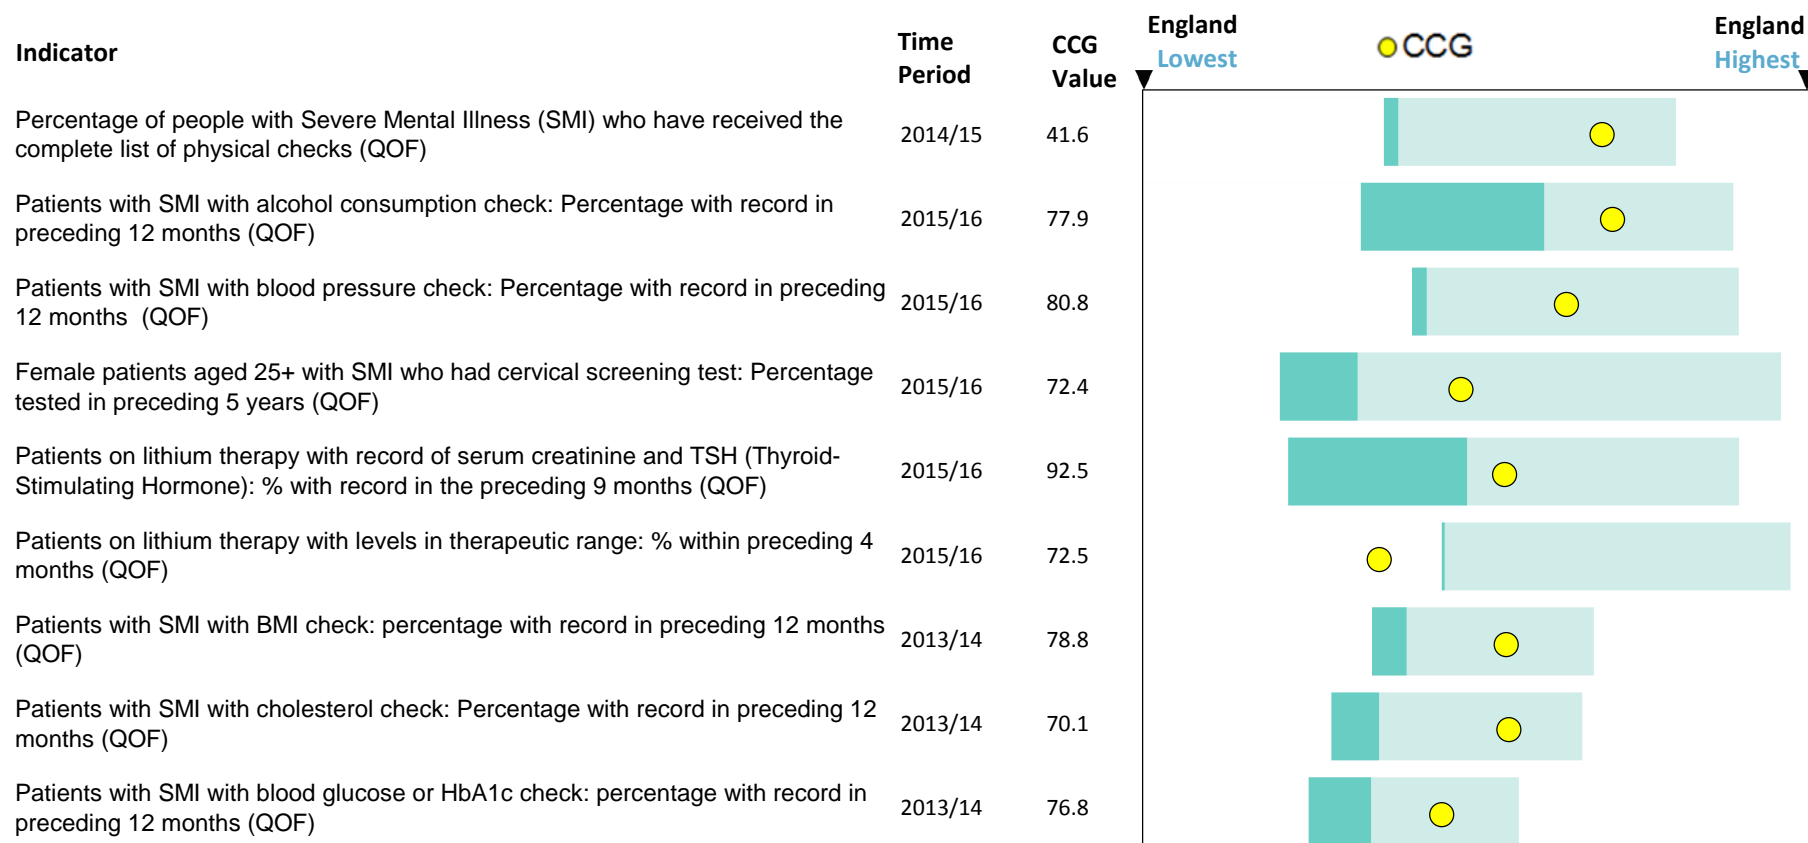 Indicator
Time Period
CCG Value
England Lowest
CCG
England Highest
Percentage of people with Severe Mental Illness (SMI) who have received the
complete list of physical checks (QOF)
2014/15
41.6
Patients with SMI with alcohol consumption check: Percentage with record in
preceding 12 months (QOF)
2015/16
77.9
Patients with SMI with blood pressure check: Percentage with record in preceding
12 months (QOF)
2015/16
80.8
Female patients aged 25+ with SMI who had cervical screening test: Percentage
tested in preceding 5 years (QOF)
2015/16
72.4
Patients on lithium therapy with record of serum creatinine and TSH (Thyroid-
Stimulating Hormone): % with record in the preceding 9 months (QOF)
2015/16
92.5
Patients on lithium therapy with levels in therapeutic range: % within preceding 4
months (QOF)
2015/16
72.5
Patients with SMI with BMI check: percentage with record in preceding 12 months
(QOF)
2013/14
78.8
Patients with SMI with cholesterol check: Percentage with record in preceding 12
months (QOF)
2013/14
70.1
Patients with SMI with blood glucose or HbA1c check: percentage with record in
preceding 12 months (QOF)
2013/14
76.8